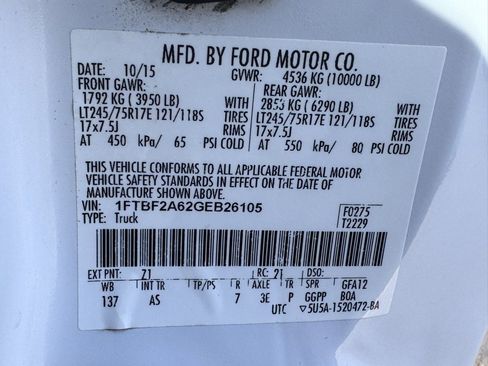 MFD. BY FORD MOTOR CO.
DATE: 10/15 GVWR: 4536 KG (10000 LB)
FRONT GAWR: REAR GAWR:
1792 KG ( 3950 LB) WITH 2853 KG ( 6290 LB) WITH
LT245/75R17E 121/118S TIRES LT245/75R17E 121/118S TIRES
17x7.5J RIMS 17x7.5J RIMS
AT 450 kPa/ 65 PSI COLD AT 550 kPa/ 80 PSI COLD
THIS VEHICLE CONFORMS TO ALL APPLICABLE FEDERAL MOTOR
VEHICLE SAFETY STANDARDS IN EFFECT ON THE DATE OF
MANUFACTURE SHOWN ABOVE.
VIN: 1FTBF2A62GEB26105 F0275
TYPE: Truck T2229
EXT PNT: Z1 RC: 21 DSO:
WB INT TR TP/PS R AXLE TR SPR GFA12
137 AS 7 3E P GGPP BOA
UTC ▽5U5A-1520472-BA